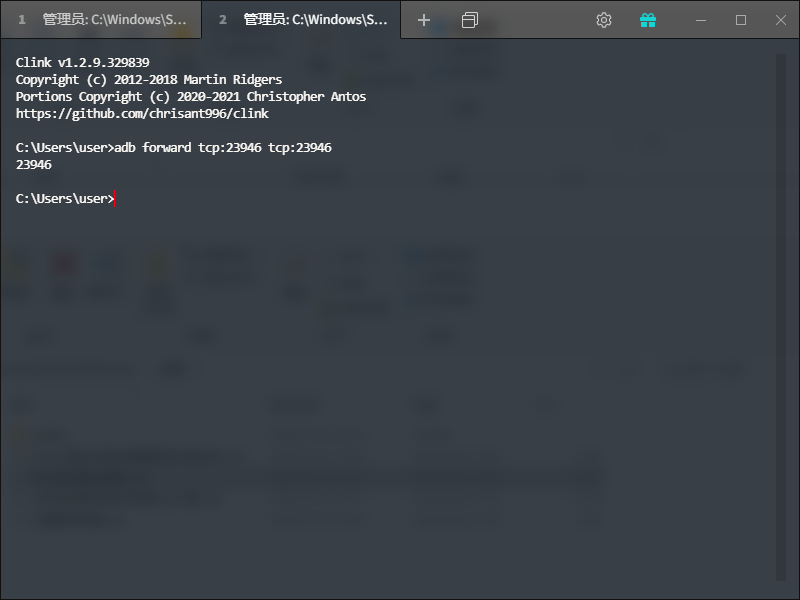 1 管理员: C:\Windows\S...
2 管理员: C:\Windows\S...
Clink v1.2.9.329839
Copyright (c) 2012-2018 Martin Ridgers
Portions Copyright (c) 2020-2021 Christopher Antos
https://github.com/chrisant996/clink
C:\Users\user>adb forward tcp:23946 tcp:23946
23946
C:\Users\user>